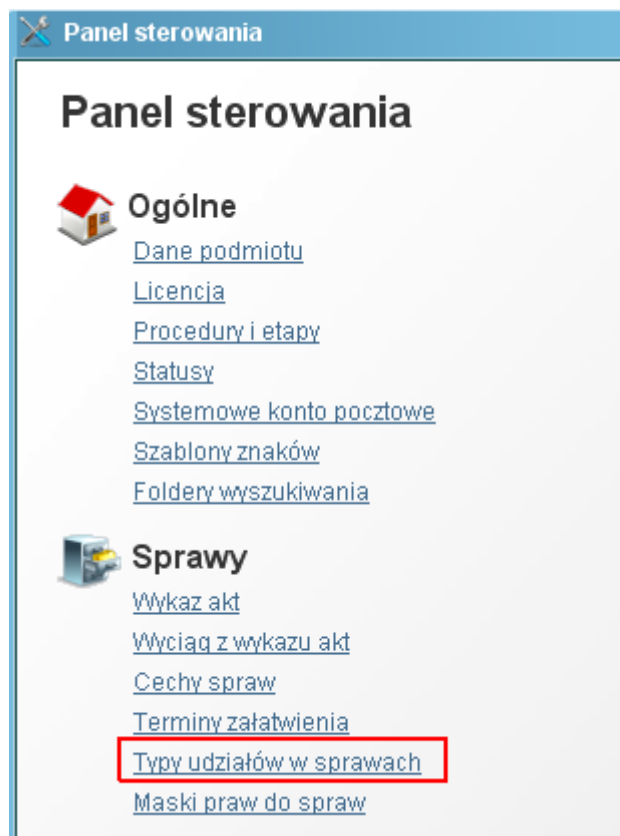 Panel sterowania
Panel sterowania
Ogólne
Dane podmiotu
Licencja
Procedury i etapy
Statusy
Systemowe konto pocztowe
Szablony znaków
Foldery wyszukiwania
Sprawy
Wykaz akt
Wyciąg z wykazu akt
Cechy spraw
Terminy załatwienia
Typy udziałów w sprawach
Maski praw do spraw